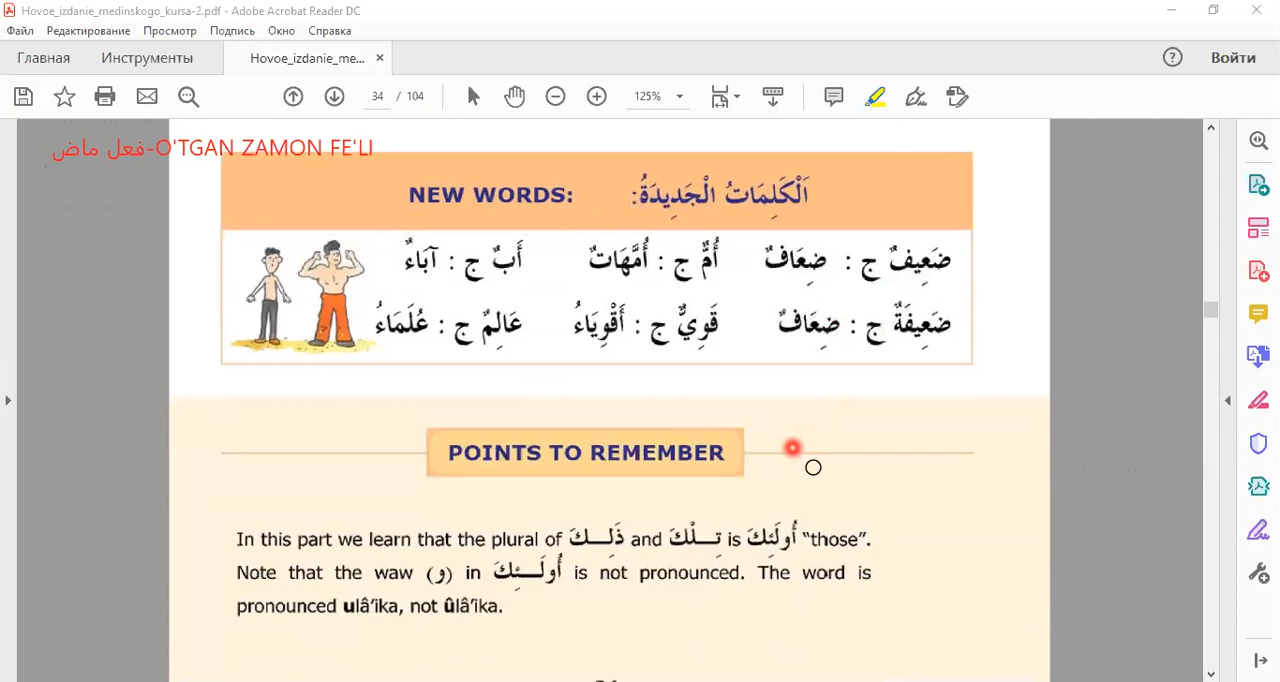 Hovoe_izdanie_medinskogo_kursa-2.pdf - Adobe Acrobat Reader DC
Файл Редактирование Просмотр Подпись Окно Справка
Главная Инструменты Hovoe_izdanie_me... × Войти
34 / 104 125%
فعل ماض-O'TGAN ZAMON FE'LI
NEW WORDS: اَلْكَلِمَاتُ الْجَدِيدَةُ:
ضَعِيفٌ ج : ضِعَافٌ أُمٌّ ج : أُمَّهَاتٌ أَبٌ ج : آبَاءٌ
ضَعِيفَةٌ ج : ضِعَافٌ قَوِيٌّ ج : أَقْوِيَاءُ عَالِمٌ ج : عُلَمَاءُ
POINTS TO REMEMBER
In this part we learn that the plural of ذَلِـــكَ and تِـــلْكَ is أُولَئِكَ “those”.
Note that the waw (و) in أُولَـــئِكَ is not pronounced. The word is
pronounced ulâ’ika, not ûlâ’ika.